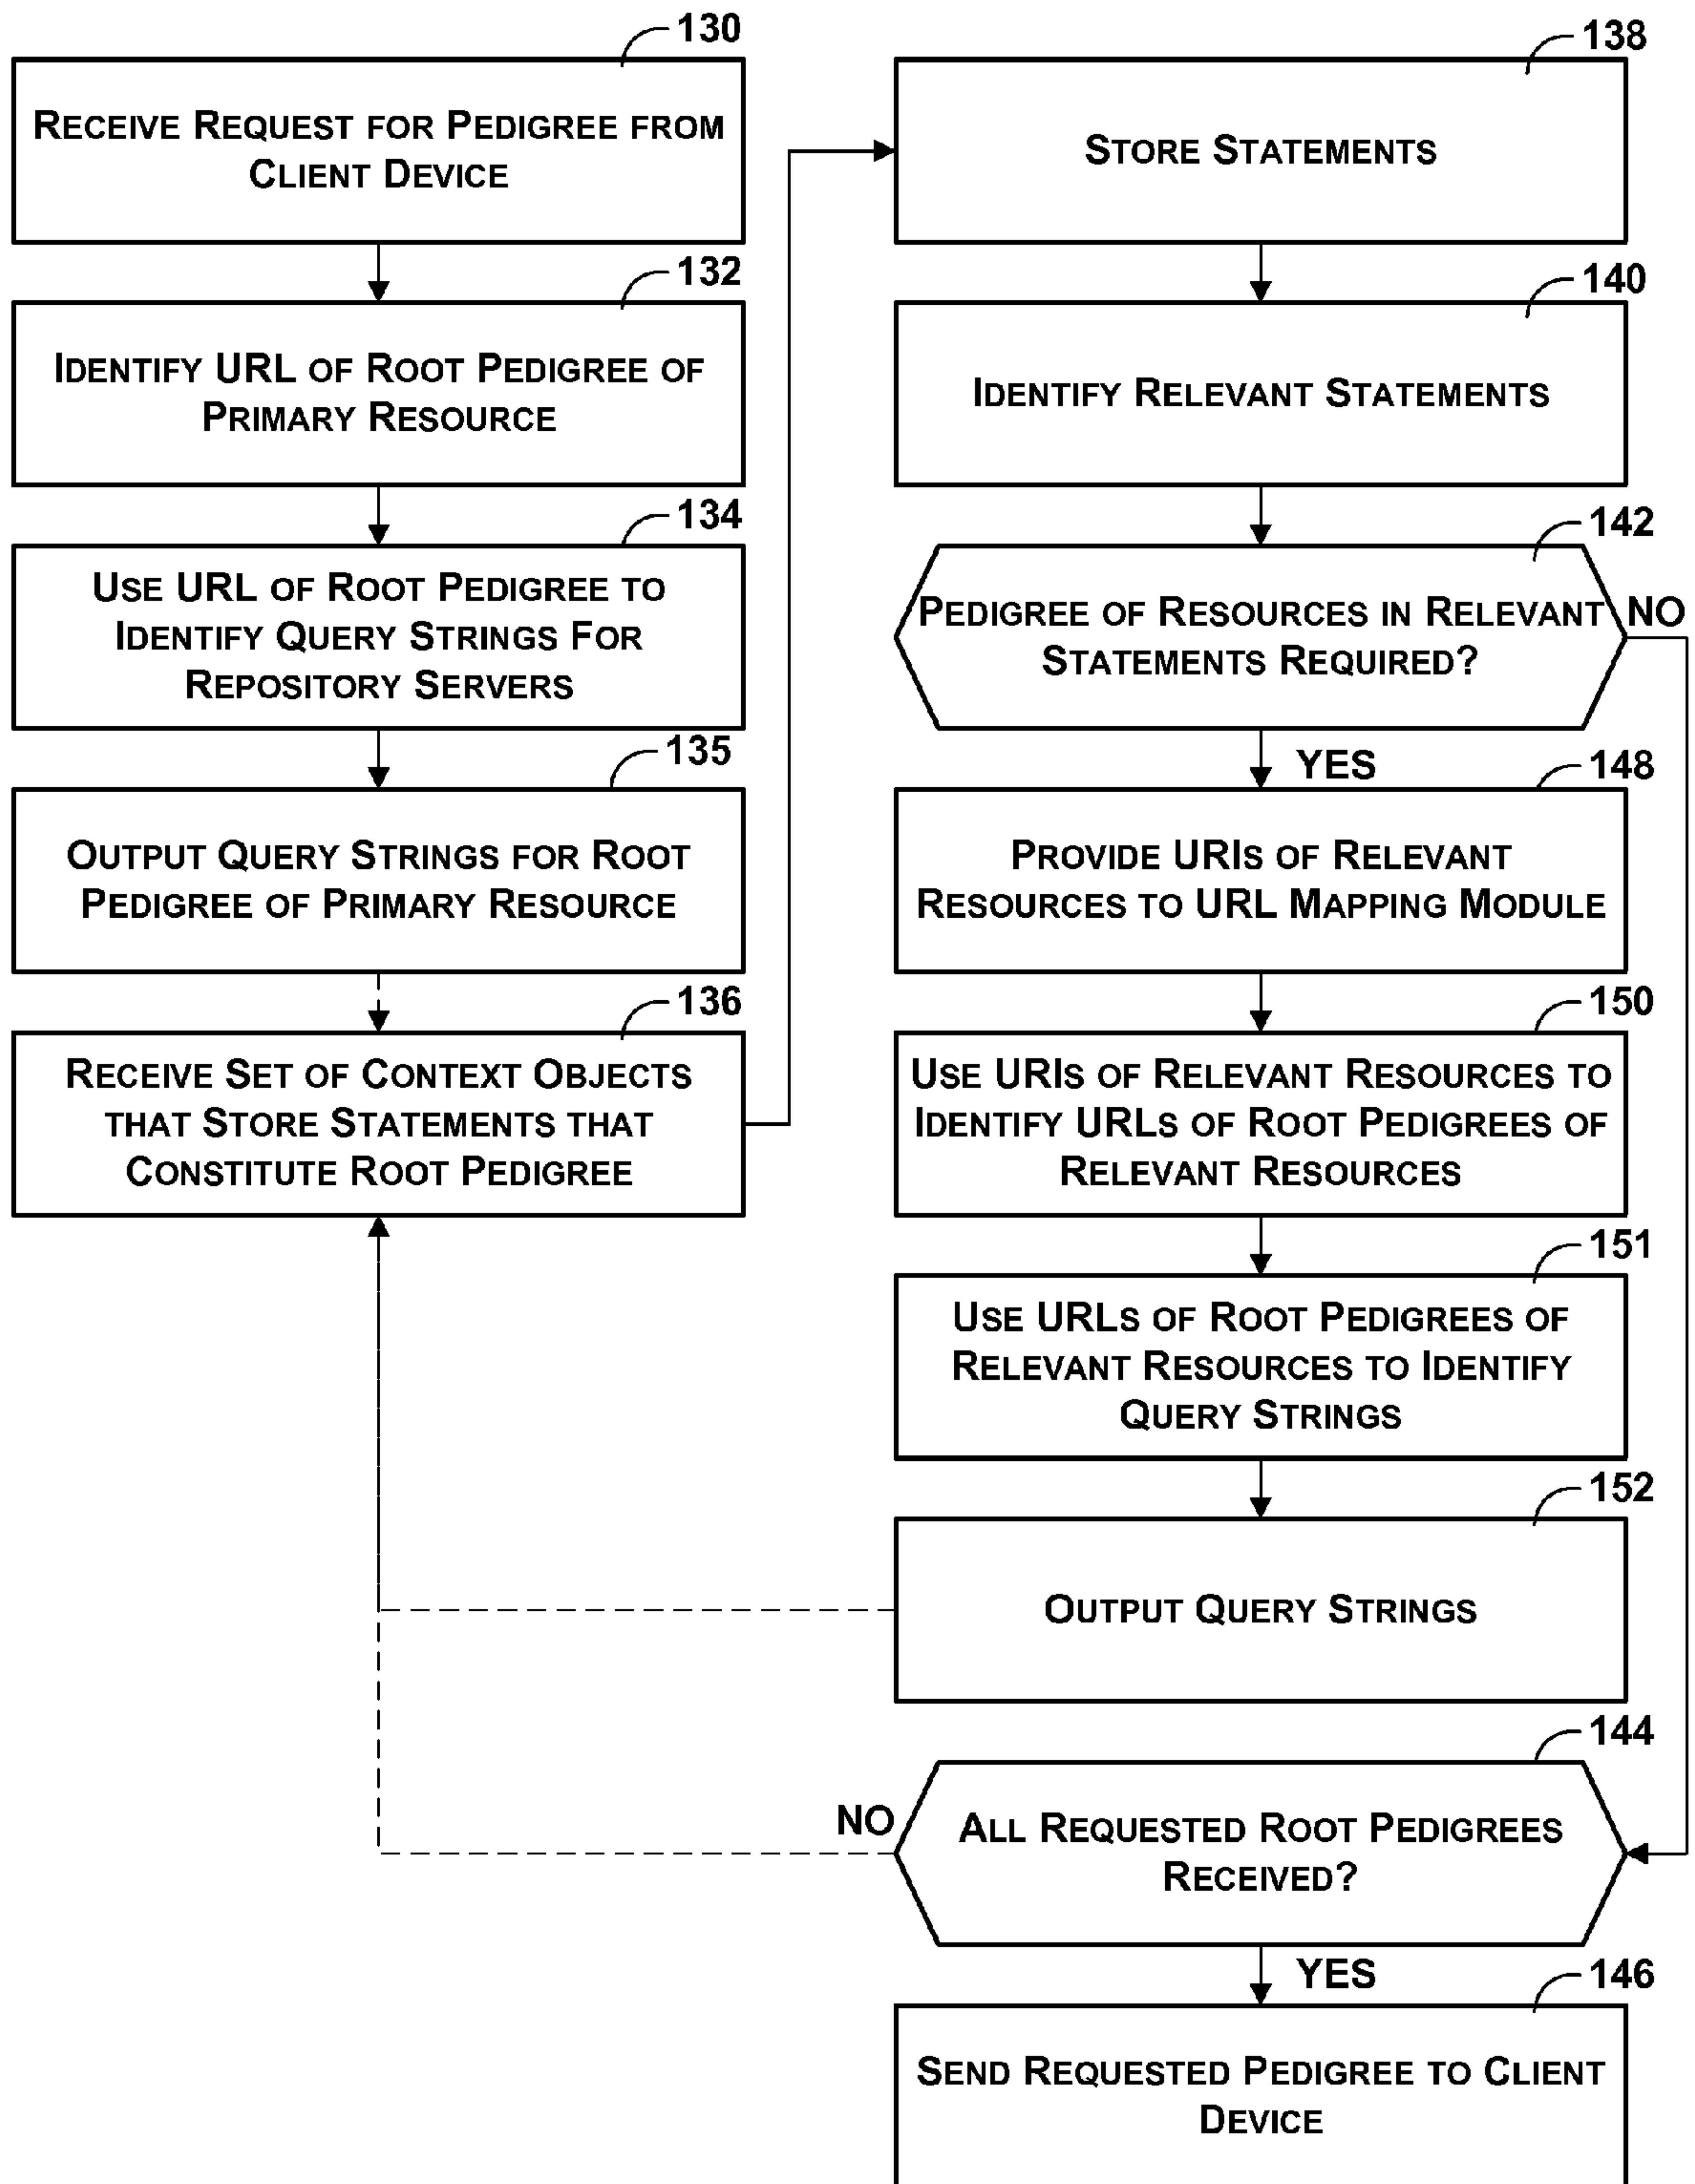 130
RECEIVE REQUEST FOR PEDIGREE FROM
CLIENT DEVICE
132
IDENTIFY URL OF ROOT PEDIGREE OF
PRIMARY RESOURCE
134
USE URL OF ROOT PEDIGREE TO
IDENTIFY QUERY STRINGS FOR
REPOSITORY SERVERS
135
OUTPUT QUERY STRINGS FOR ROOT
PEDIGREE OF PRIMARY RESOURCE
136
RECEIVE SET OF CONTEXT OBJECTS
THAT STORE STATEMENTS THAT
CONSTITUTE ROOT PEDIGREE
138
STORE STATEMENTS
140
IDENTIFY RELEVANT STATEMENTS
142
PEDIGREE OF RESOURCES IN RELEVANT
STATEMENTS REQUIRED?
NO
YES
148
PROVIDE URIS OF RELEVANT
RESOURCES TO URL MAPPING MODULE
150
USE URIS OF RELEVANT RESOURCES TO
IDENTIFY URLS OF ROOT PEDIGREES OF
RELEVANT RESOURCES
151
USE URLS OF ROOT PEDIGREES OF
RELEVANT RESOURCES TO IDENTIFY
QUERY STRINGS
152
OUTPUT QUERY STRINGS
144
NO
ALL REQUESTED ROOT PEDIGREES
RECEIVED?
YES
146
SEND REQUESTED PEDIGREE TO CLIENT
DEVICE